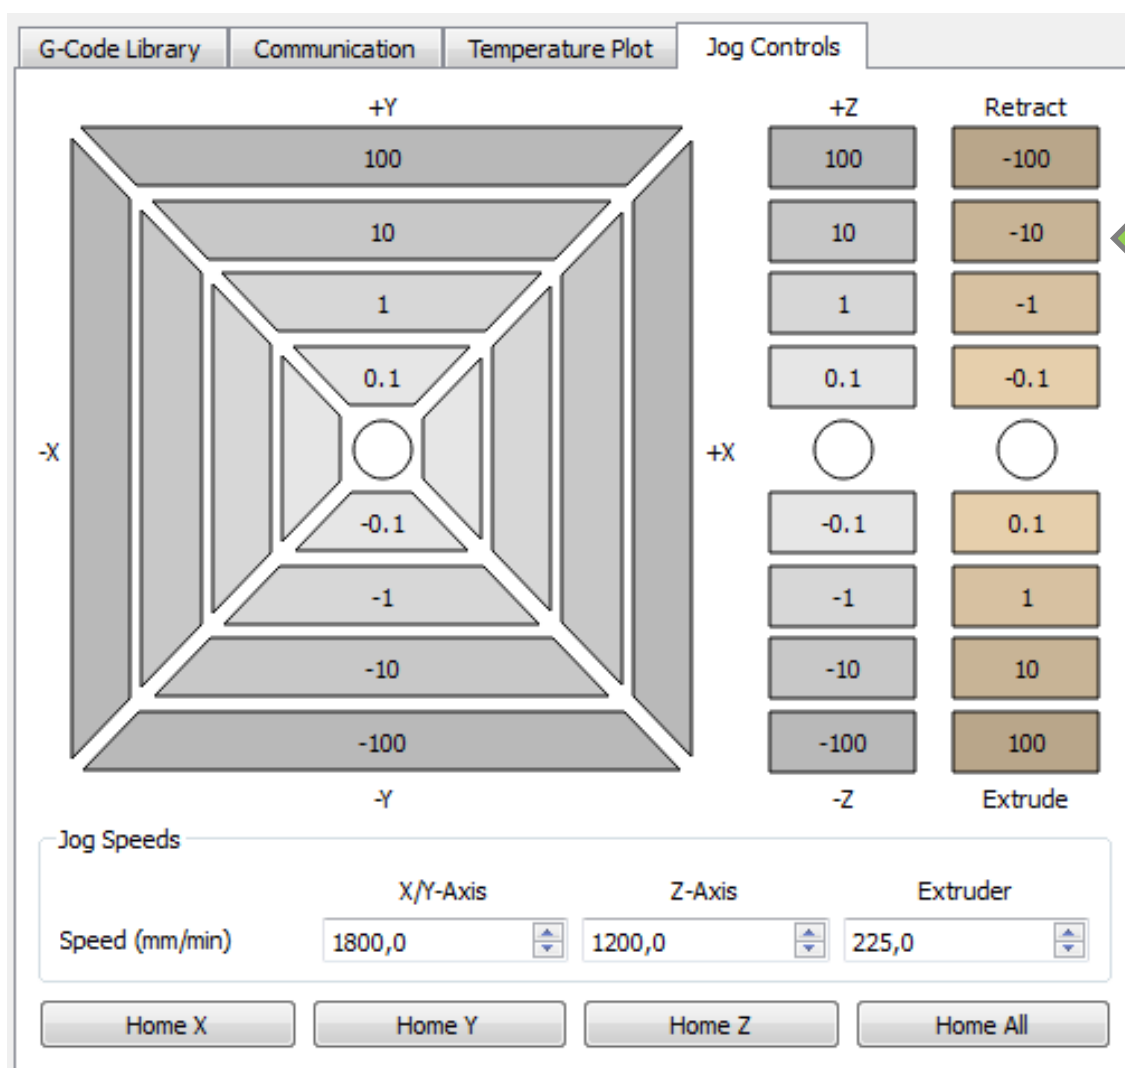 G-Code Library Communication Temperature Plot Jog Controls
+Y +Z Retract
100 100 -100
10 10 -10
1 1 -1
0.1 0.1 -0.1
-X +X
-0.1 -0.1 0.1
-1 -1 1
-10 -10 10
-100 -100 100
-Y -Z Extrude
Jog Speeds
X/Y-Axis Z-Axis Extruder
Speed (mm/min) 1800,0 1200,0 225,0
Home X Home Y Home Z Home All